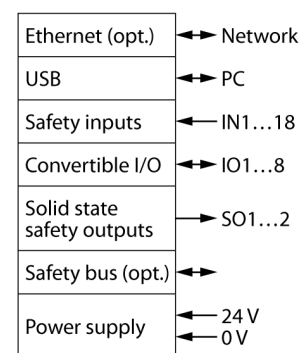 Ethernet (opt.) Network
USB PC
Safety inputs IN1...18
Convertible I/O IO1...8
Solid state
safety outputs SO1...2
Safety bus (opt.)
Power supply 24 V
0 V